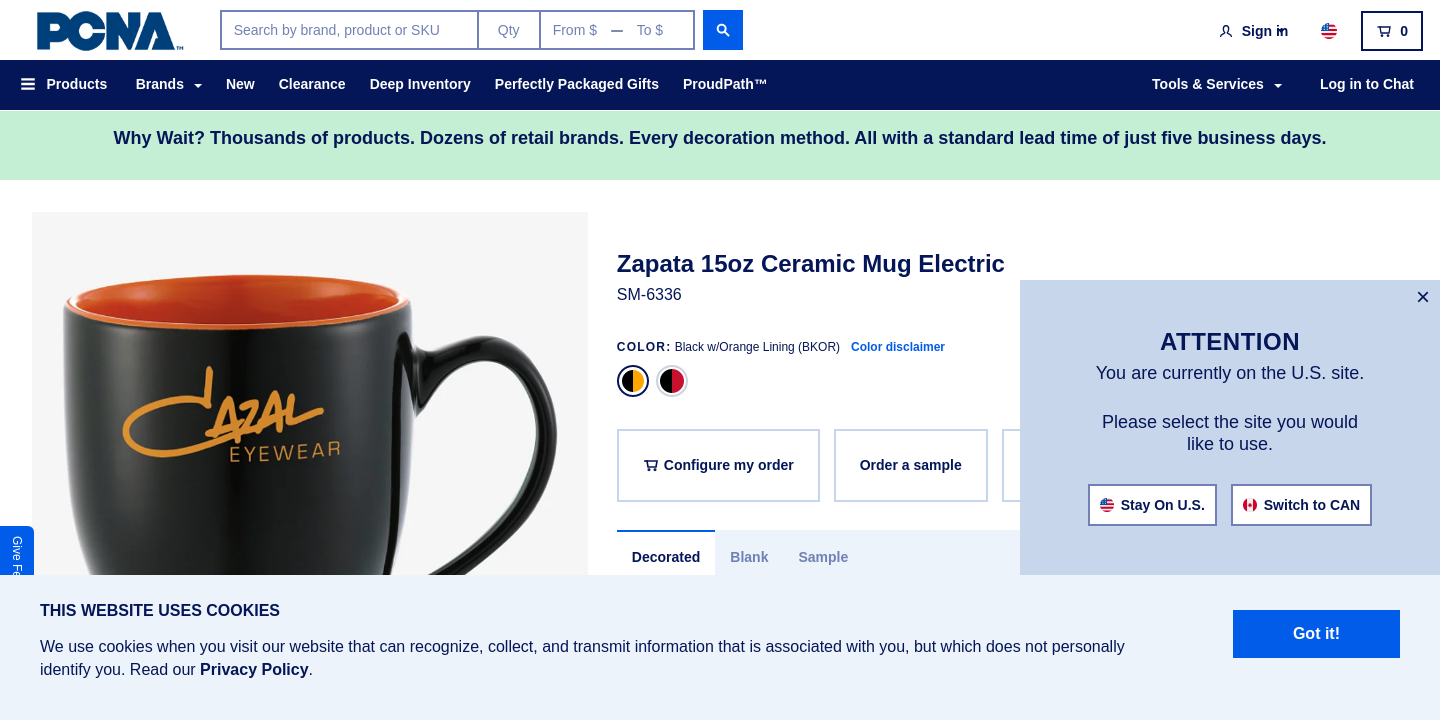 PCNA™
Search by brand, product or SKU
Qty
From $ — To $
Sign in
0
Products
Brands
New
Clearance
Deep Inventory
Perfectly Packaged Gifts
ProudPath™
Tools & Services
Log in to Chat
Why Wait? Thousands of products. Dozens of retail brands. Every decoration method. All with a standard lead time of just five business days.
CAZAL
EYEWEAR
Zapata 15oz Ceramic Mug Electric
SM-6336
COLOR: Black w/Orange Lining (BKOR) Color disclaimer
Configure my order
Order a sample
Decorated
Blank
Sample
×
ATTENTION
You are currently on the U.S. site.
Please select the site you would
like to use.
Stay On U.S.
Switch to CAN
Give
THIS WEBSITE USES COOKIES
We use cookies when you visit our website that can recognize, collect, and transmit information that is associated with you, but which does not personally
identify you. Read our Privacy Policy.
Got it!